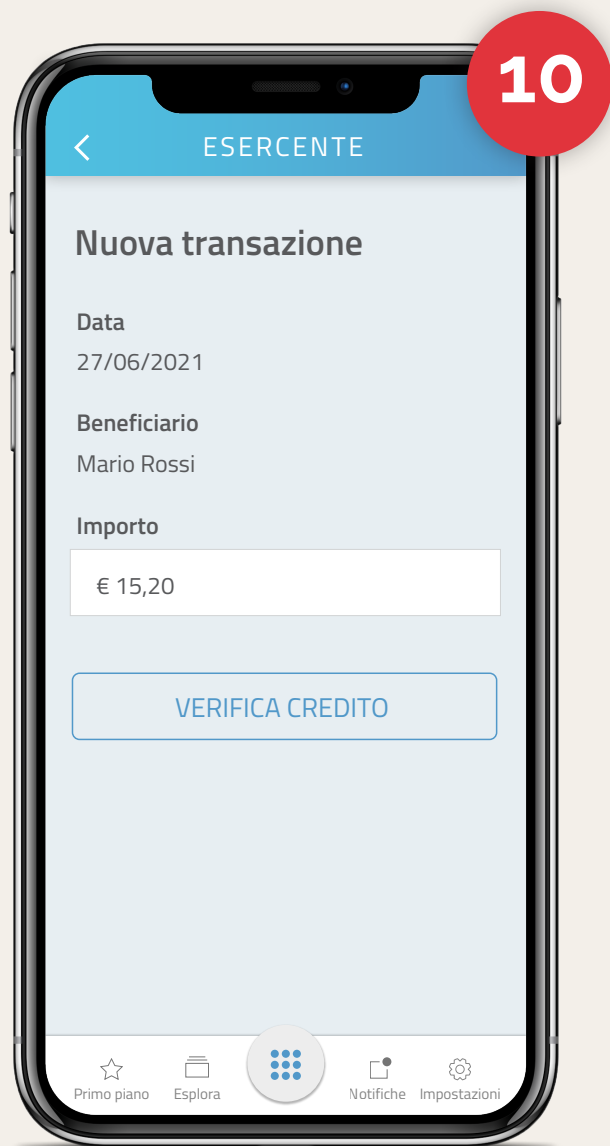 10
ESERCENTE
Nuova transazione
Data
27/06/2021
Beneficiario
Mario Rossi
Importo
€ 15,20
VERIFICA CREDITO
Primo piano Esplora Notifiche Impostazioni